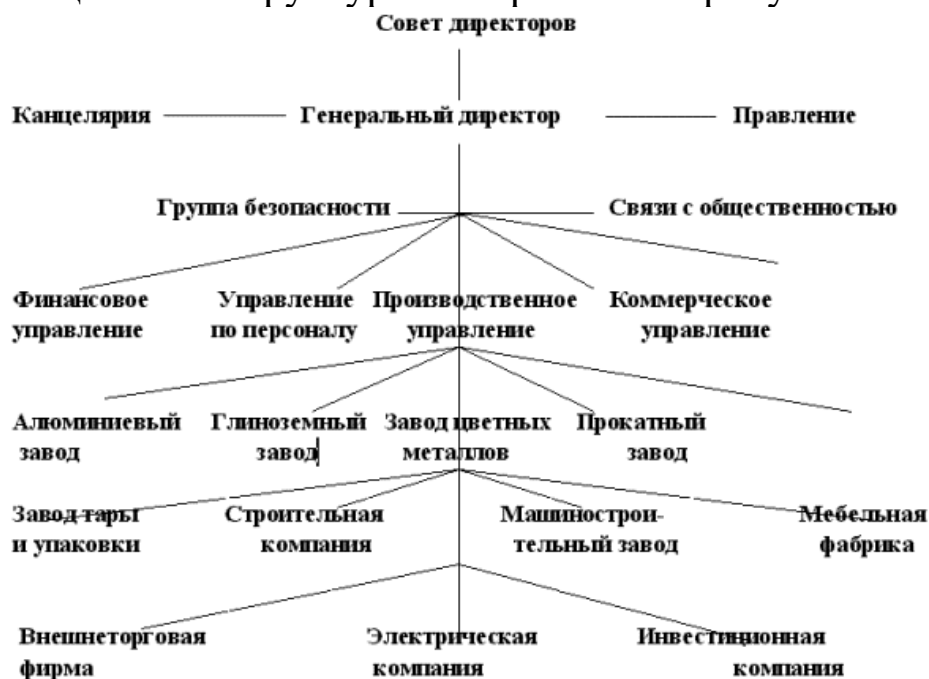 Совет директоров
Канцелярия Генеральный директор Правление
Группа безопасности Связи с общественностью
Финансовое Управление Производственное Коммерческое
управление по персоналу управление управление
Алюминиевый Глиноземный Завод цветных Прокатный
завод завод металлов завод
Завод тары Строительная Машинострои- Мебельная
и упаковки компания тельный завод фабрика
Внешнеторговая Электрическая Инвестиционная
фирма компания компания